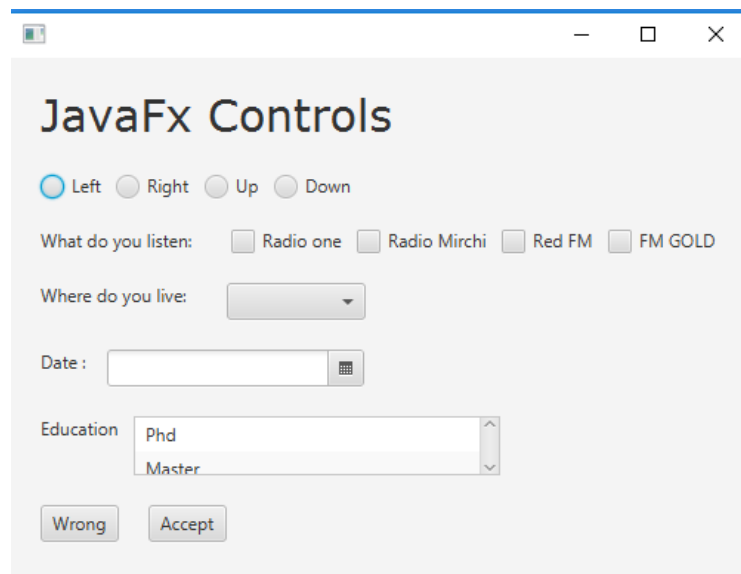 JavaFx Controls
Left Right Up Down
What do you listen: Radio one Radio Mirchi Red FM FM GOLD
Where do you live:
Date :
Education Phd
Master
Wrong Accept